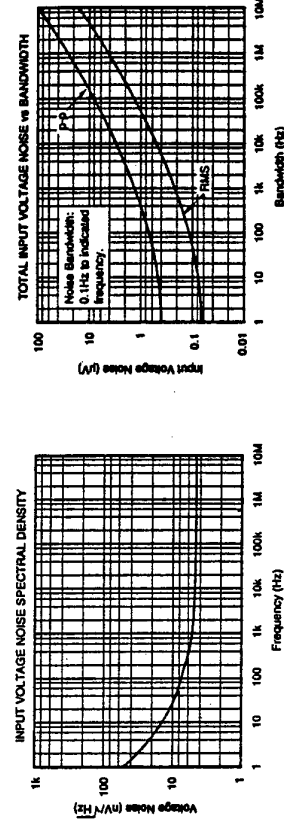 INPUT VOLTAGE NOISE SPECTRAL DENSITY
Voltage Noise (nV/√Hz)
1k
100
10
1
1
10
100
1k
10k
100k
1M
10M
Frequency (Hz)
TOTAL INPUT VOLTAGE NOISE vs BANDWIDTH
Input Voltage Noise (µV)
100
10
1
0.1
0.01
Noise Bandwidth:
0.1Hz to indicated
frequency.
p-p
RMS
1
10
100
1k
10k
100k
1M
10M
Bandwidth (Hz)